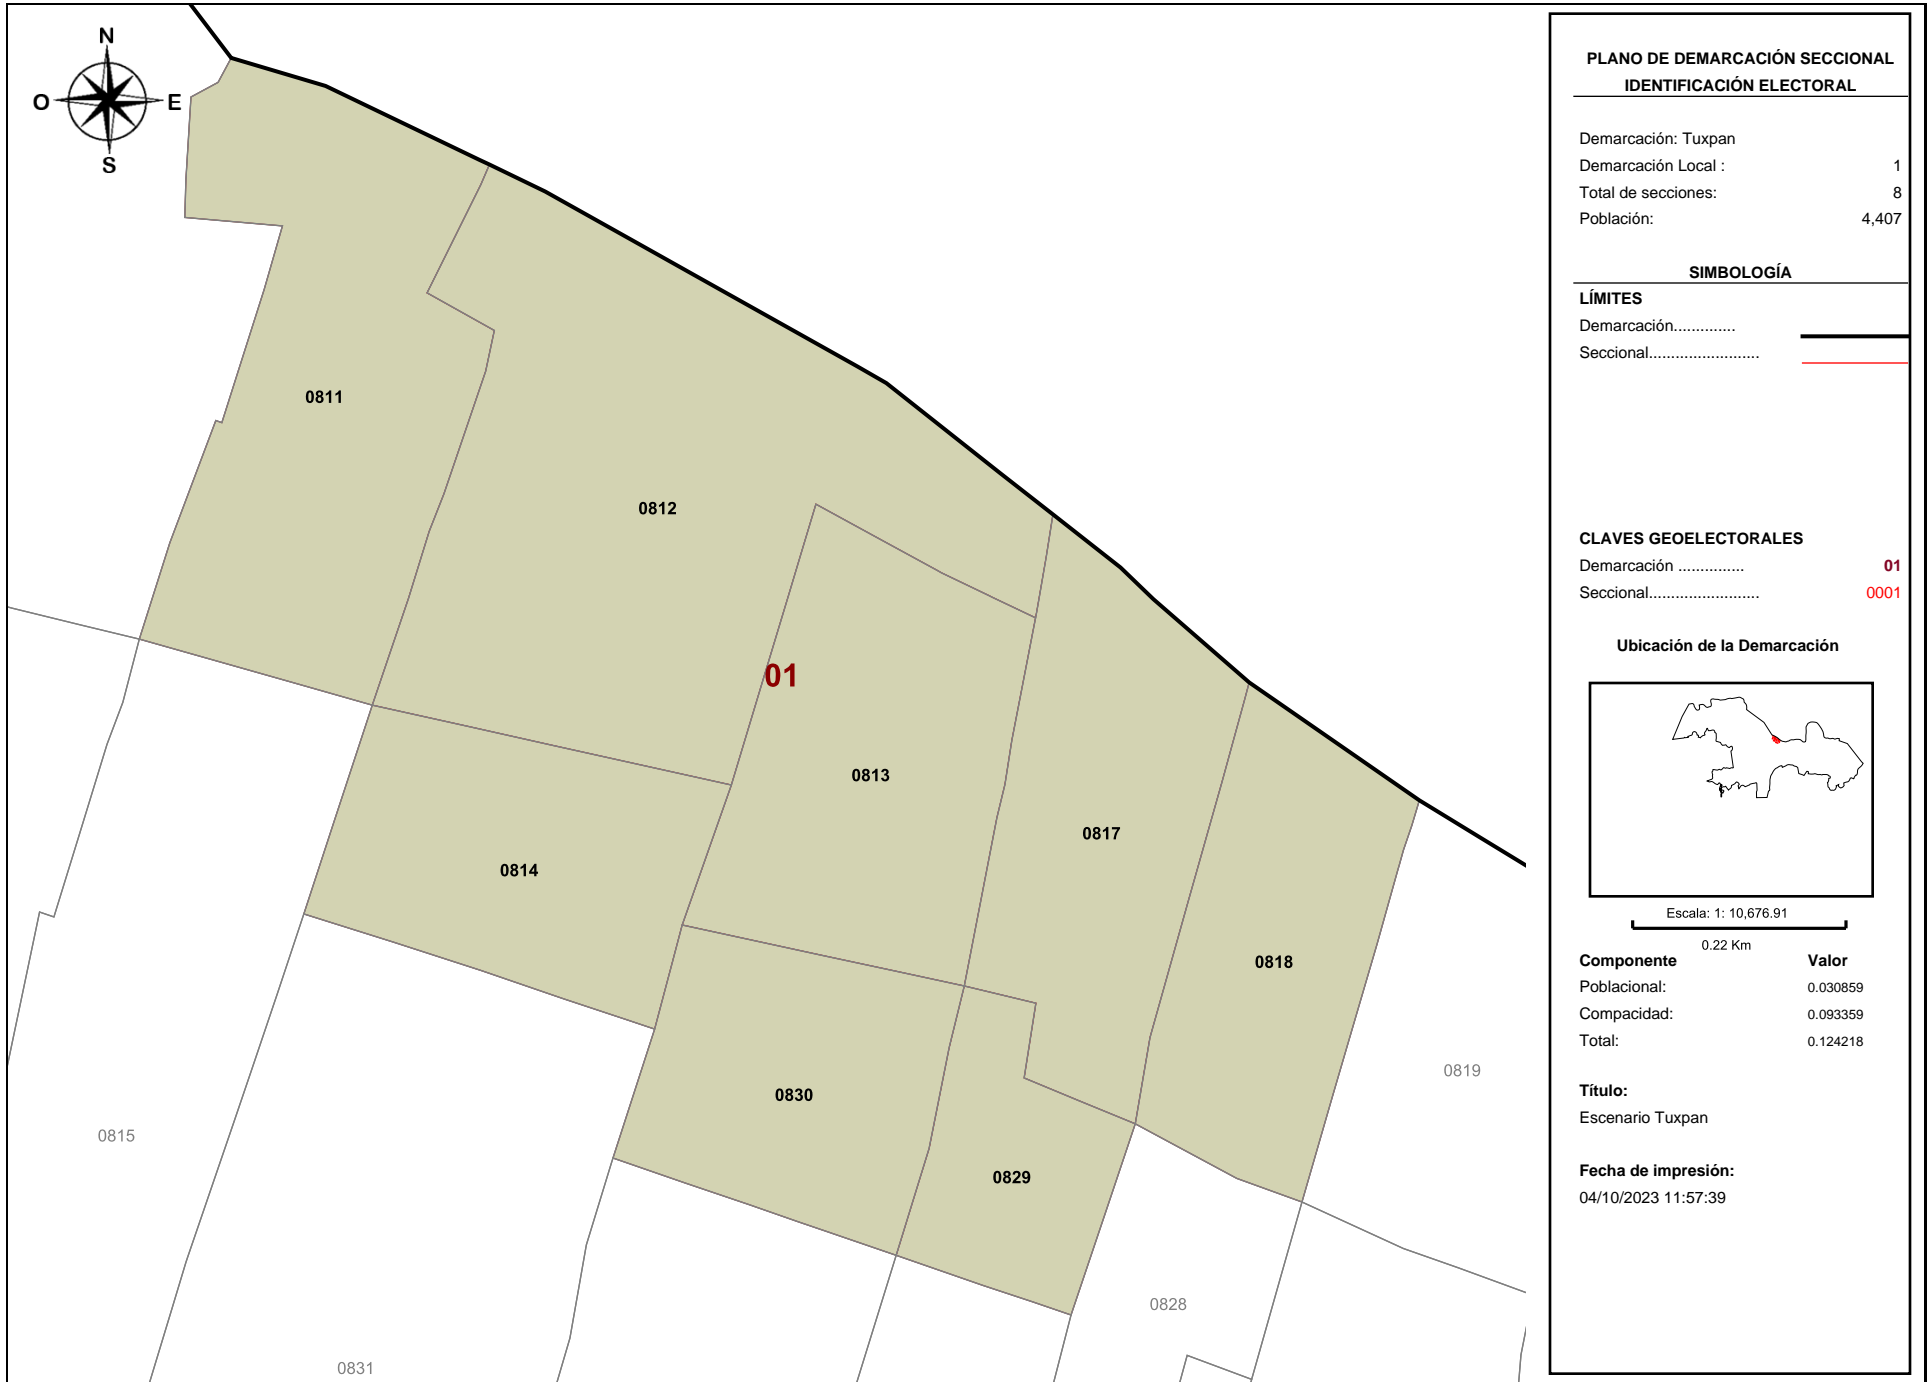 N
O
E
S
0811
0812
01
0813
0817
0814
0818
0830
0829
0819
0815
0828
0831
PLANO DE DEMARCACIÓN SECCIONAL
IDENTIFICACIÓN ELECTORAL
Demarcación: Tuxpan
Demarcación Local : 1
Total de secciones: 8
Población: 4,407
SIMBOLOGÍA
LÍMITES
Demarcación..............
Seccional.........................
CLAVES GEOELECTORALES
Demarcación ............... 01
Seccional......................... 0001
Ubicación de la Demarcación
Escala: 1: 10,676.91
0.22 Km
Componente Valor
Poblacional: 0.030859
Compacidad: 0.093359
Total: 0.124218
Título:
Escenario Tuxpan
Fecha de impresión:
04/10/2023 11:57:39